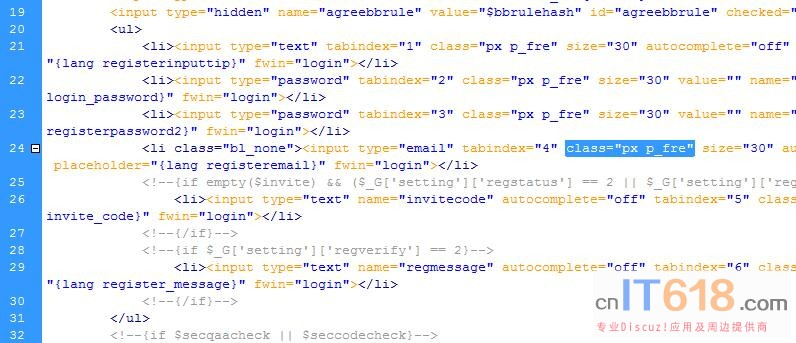 19 <input type="hidden" name="agreebbrule" value="$bbrulehash" id="agreebbrule" checked="
20 <ul>
21 <li><input type="text" tabindex="1" class="px p_fre" size="30" autocomplete="off"
"{lang registerinputtip}" fwin="login"></li>
22 <li><input type="password" tabindex="2" class="px p_fre" size="30" value="" name="
login_password}" fwin="login"></li>
23 <li><input type="password" tabindex="3" class="px p_fre" size="30" value="" name="
registerpassword2}" fwin="login"></li>
24 <li class="bl_none"><input type="email" tabindex="4" class="px p_fre" size="30" au
placeholder="{lang registeremail}" fwin="login"></li>
25 <!--{if empty($invite) && ($_G['setting']['regstatus'] == 2 || $_G['setting']['reg
26 <li><input type="text" name="invitecode" autocomplete="off" tabindex="5" class
invite_code}" fwin="login"></li>
27 <!--{/if}-->
28 <!--{if $_G['setting']['regverify'] == 2}-->
29 <li><input type="text" name="regmessage" autocomplete="off" tabindex="6" clas
"{lang register_message}" fwin="login"></li>
30 <!--{/if}-->
31 </ul>
32 <!--{if $secqaacheck || $seccodecheck}-->
cnIT618.com
专业Discuz!应用及周边提供商